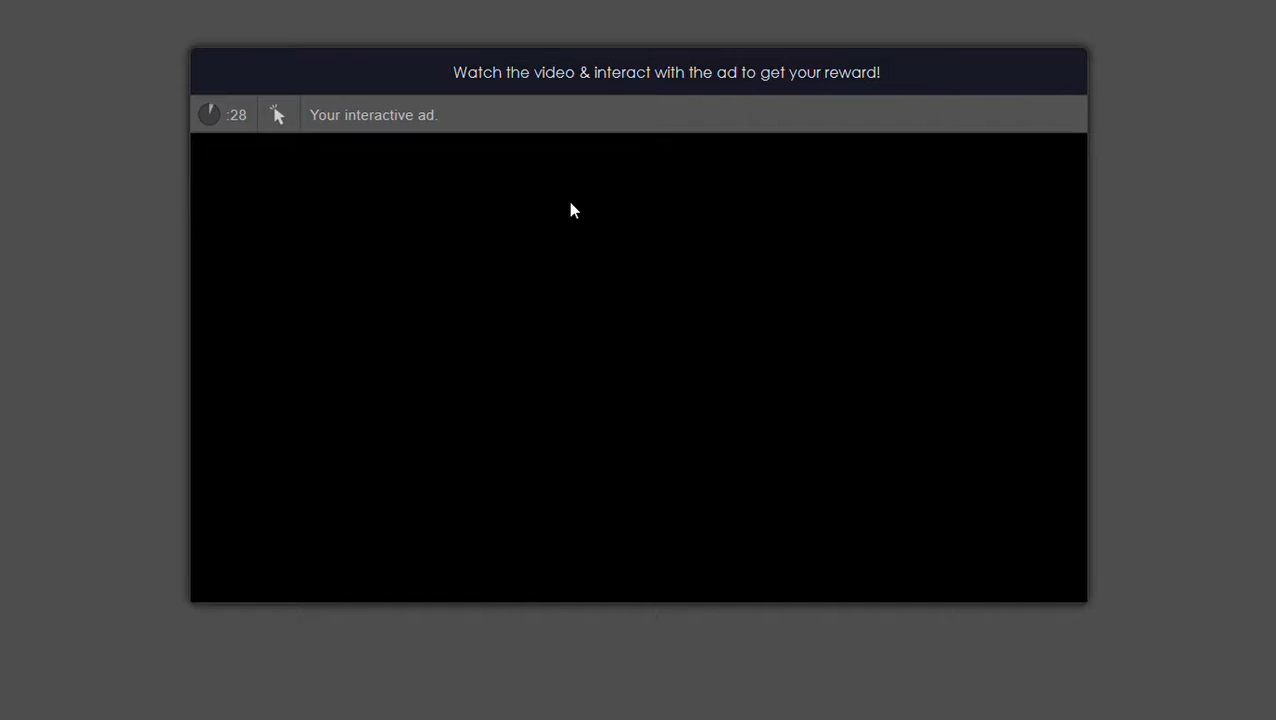 Watch the video & interact with the ad to get your reward!
:28
Your interactive ad.